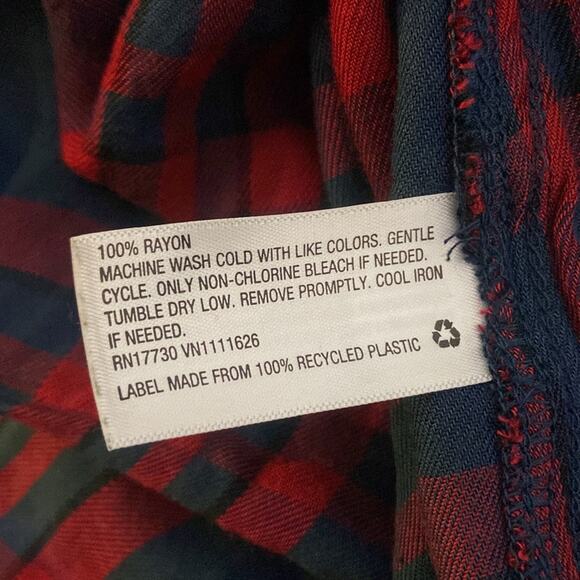 100% RAYON
MACHINE WASH COLD WITH LIKE COLORS. GENTLE
CYCLE. ONLY NON-CHLORINE BLEACH IF NEEDED.
TUMBLE DRY LOW. REMOVE PROMPTLY. COOL IRON
IF NEEDED.
RN17730 VN1111626
LABEL MADE FROM 100% RECYCLED PLASTIC